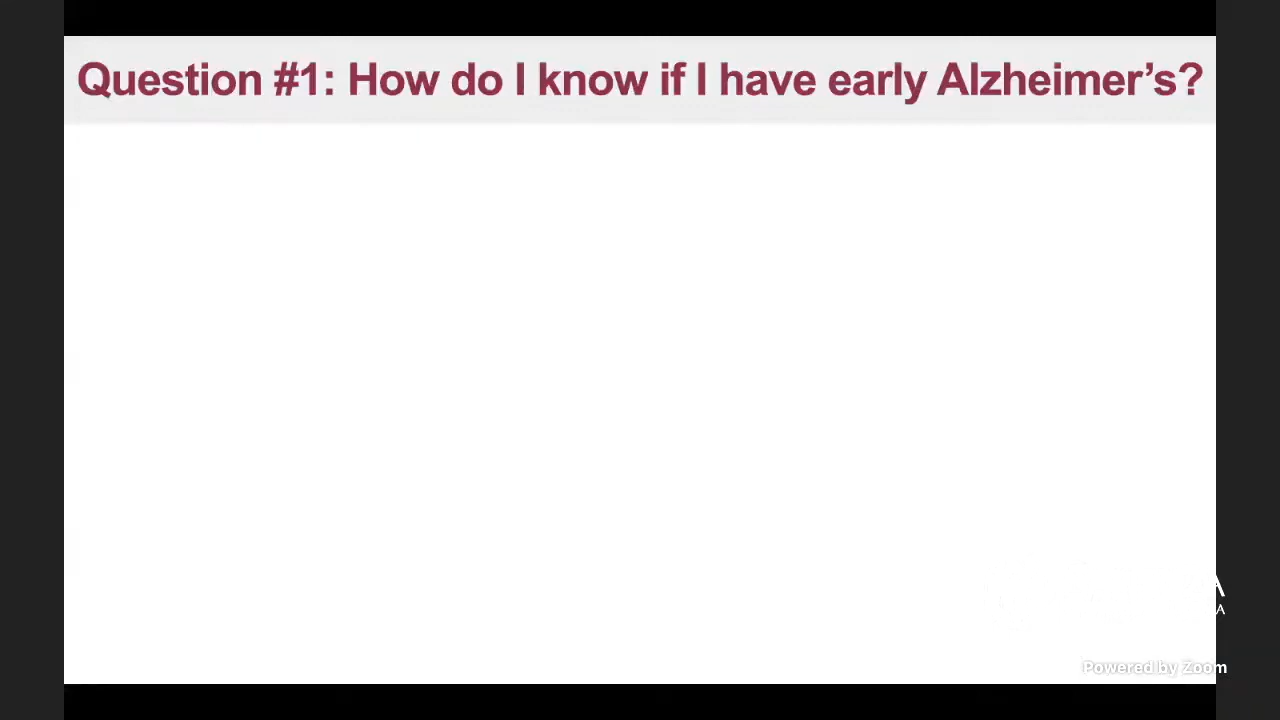 Question #1: How do I know if I have early Alzheimer’s?
A
A
Powered by Zoom